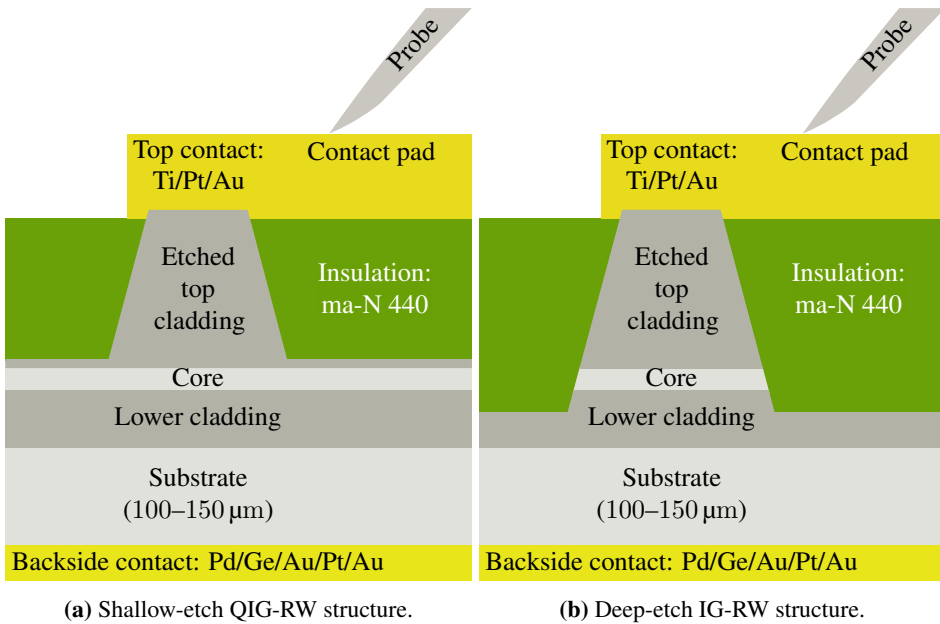 Probe
Top contact:
Ti/Pt/Au
Contact pad
Etched
top
cladding
Insulation:
ma-N 440
Core
Lower cladding
Substrate
(100–150 µm)
Backside contact: Pd/Ge/Au/Pt/Au
(a) Shallow-etch QIG-RW structure.
Probe
Top contact:
Ti/Pt/Au
Contact pad
Etched
top
cladding
Insulation:
ma-N 440
Core
Lower cladding
Substrate
(100–150 µm)
Backside contact: Pd/Ge/Au/Pt/Au
(b) Deep-etch IG-RW structure.